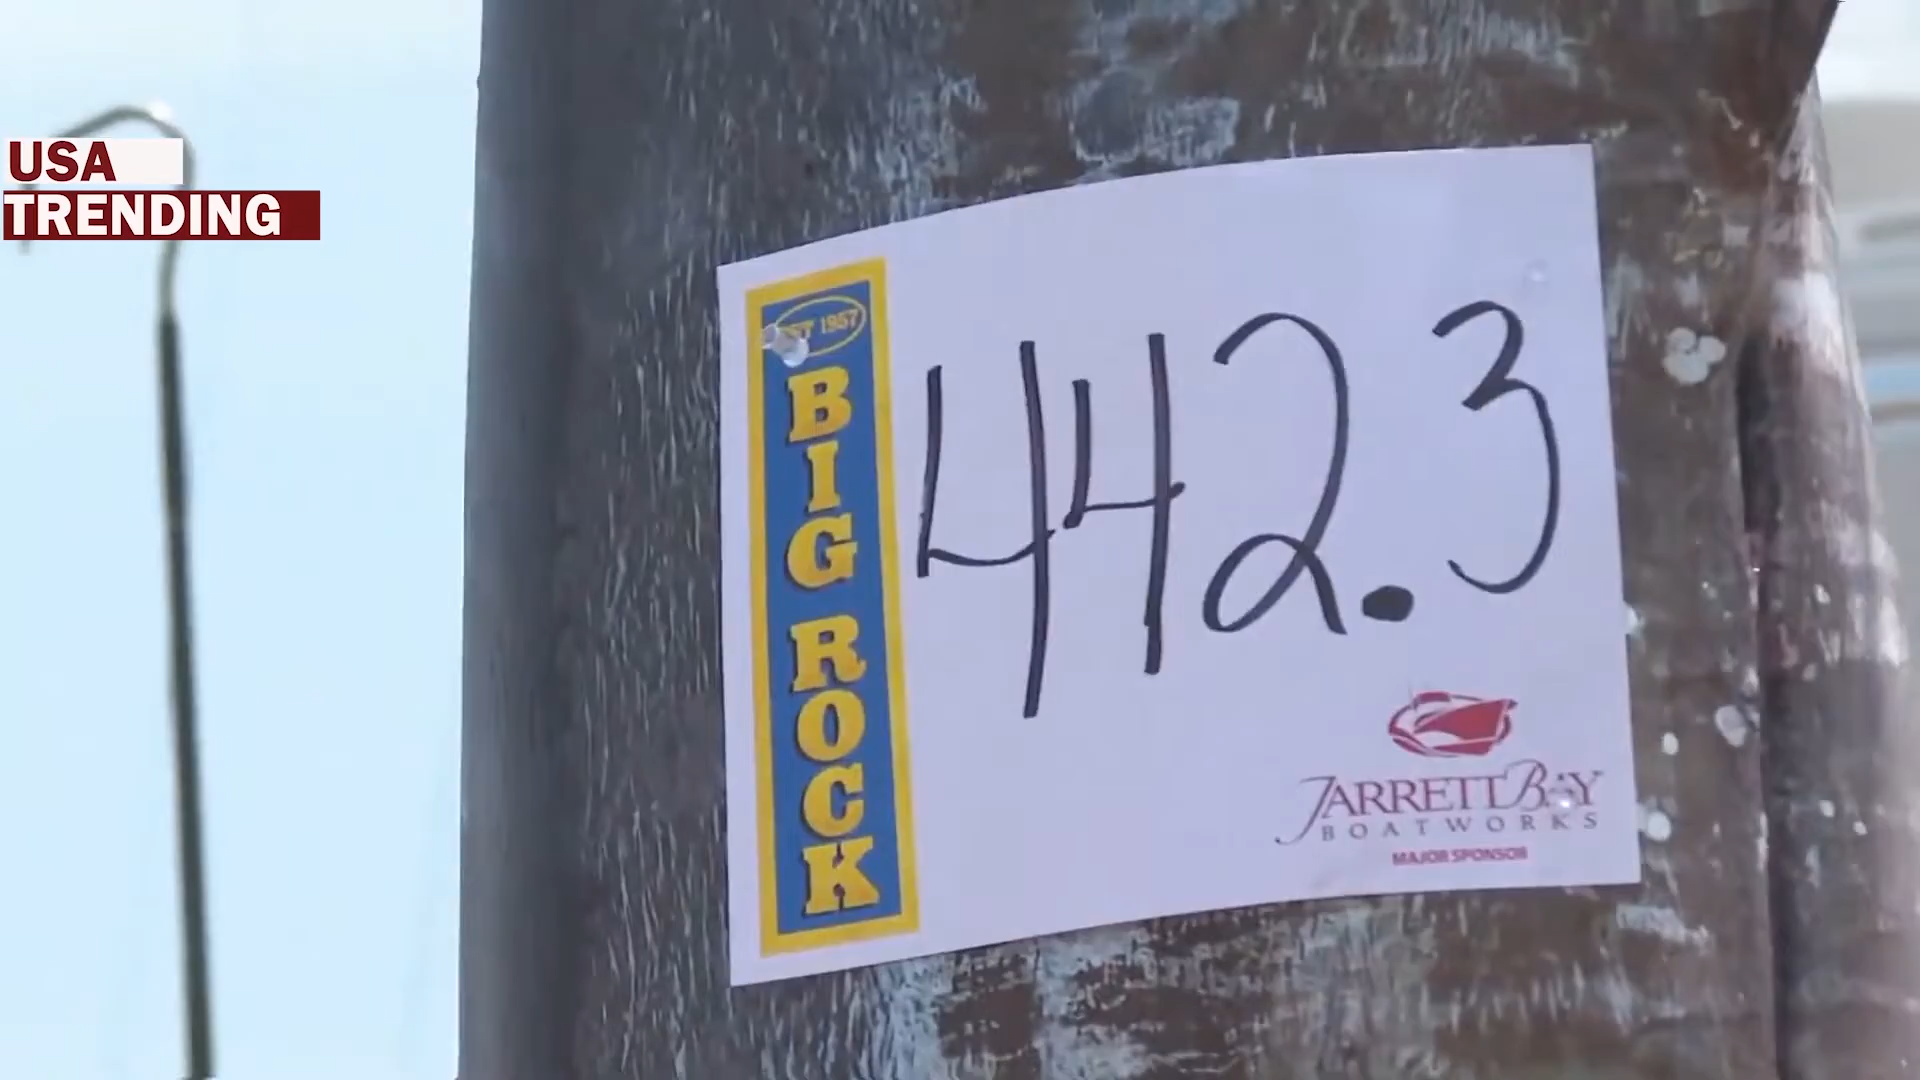 USA
TRENDING
EST 1957
BIG ROCK
442.3
JARRETT BAY
BOATWORKS
MAJOR SPONSOR